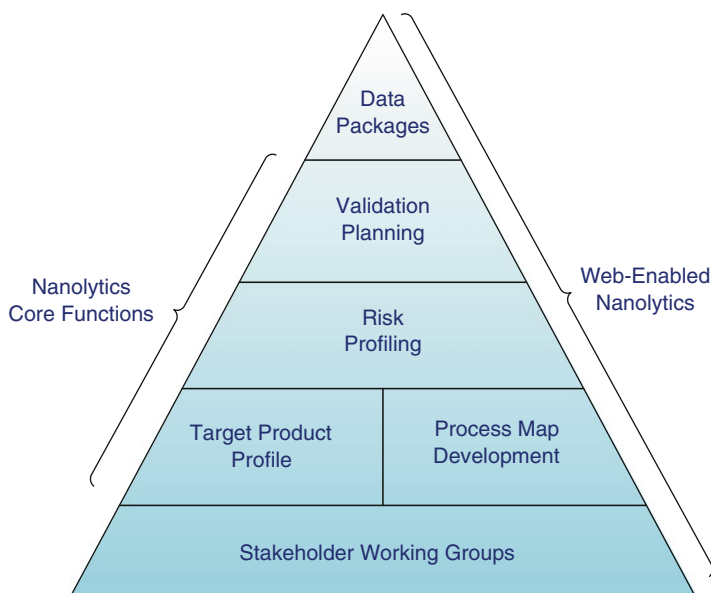 Data
Packages
Validation
Planning
Nanolytics
Core Functions
Web-Enabled
Nanolytics
Risk
Profiling
Target Product
Profile
Process Map
Development
Stakeholder Working Groups